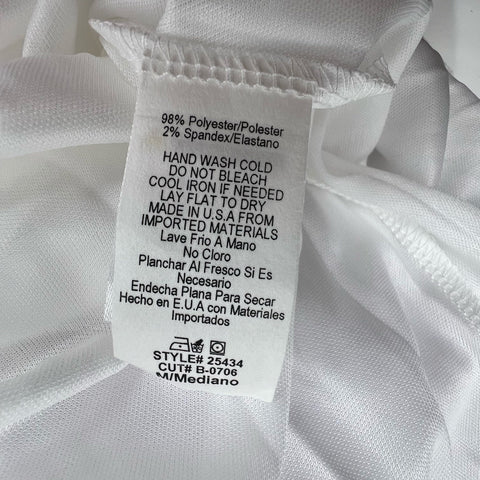 98% Polyester/Polester
2% Spandex/Elastano
HAND WASH COLD
DO NOT BLEACH
COOL IRON IF NEEDED
LAY FLAT TO DRY
MADE IN U.S.A FROM
IMPORTED MATERIALS
Lave Frio A Mano
No Cloro
Planchar Al Fresco Si Es
Necesario
Endecha Plana Para Secar
Hecho en E.U.A con Materiales
Importados
STYLE# 25434
CUT# B-0706
M/Mediano